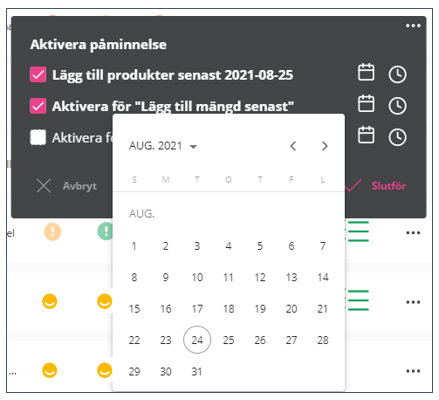 Aktivera påminnelse
Lägg till produkter senast 2021-08-25
Aktivera för "Lägg till mängd senast"
Aktivera fö
AUG. 2021
S M T O T F L
Avbryt
Slutför
AUG.
1 2 3 4 5 6 7
8 9 10 11 12 13 14
15 16 17 18 19 20 21
22 23 24 25 26 27 28
29 30 31
el